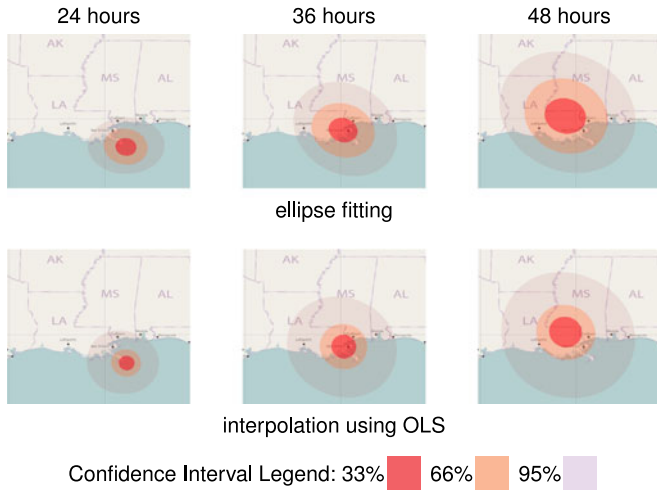 24 hours 36 hours 48 hours
AK AK AK
MS MS MS
AL AL AL
LA LA LA
ellipse fitting
AK AK AK
MS MS MS
AL AL AL
LA LA LA
interpolation using OLS
Confidence Interval Legend: 33% 66% 95%